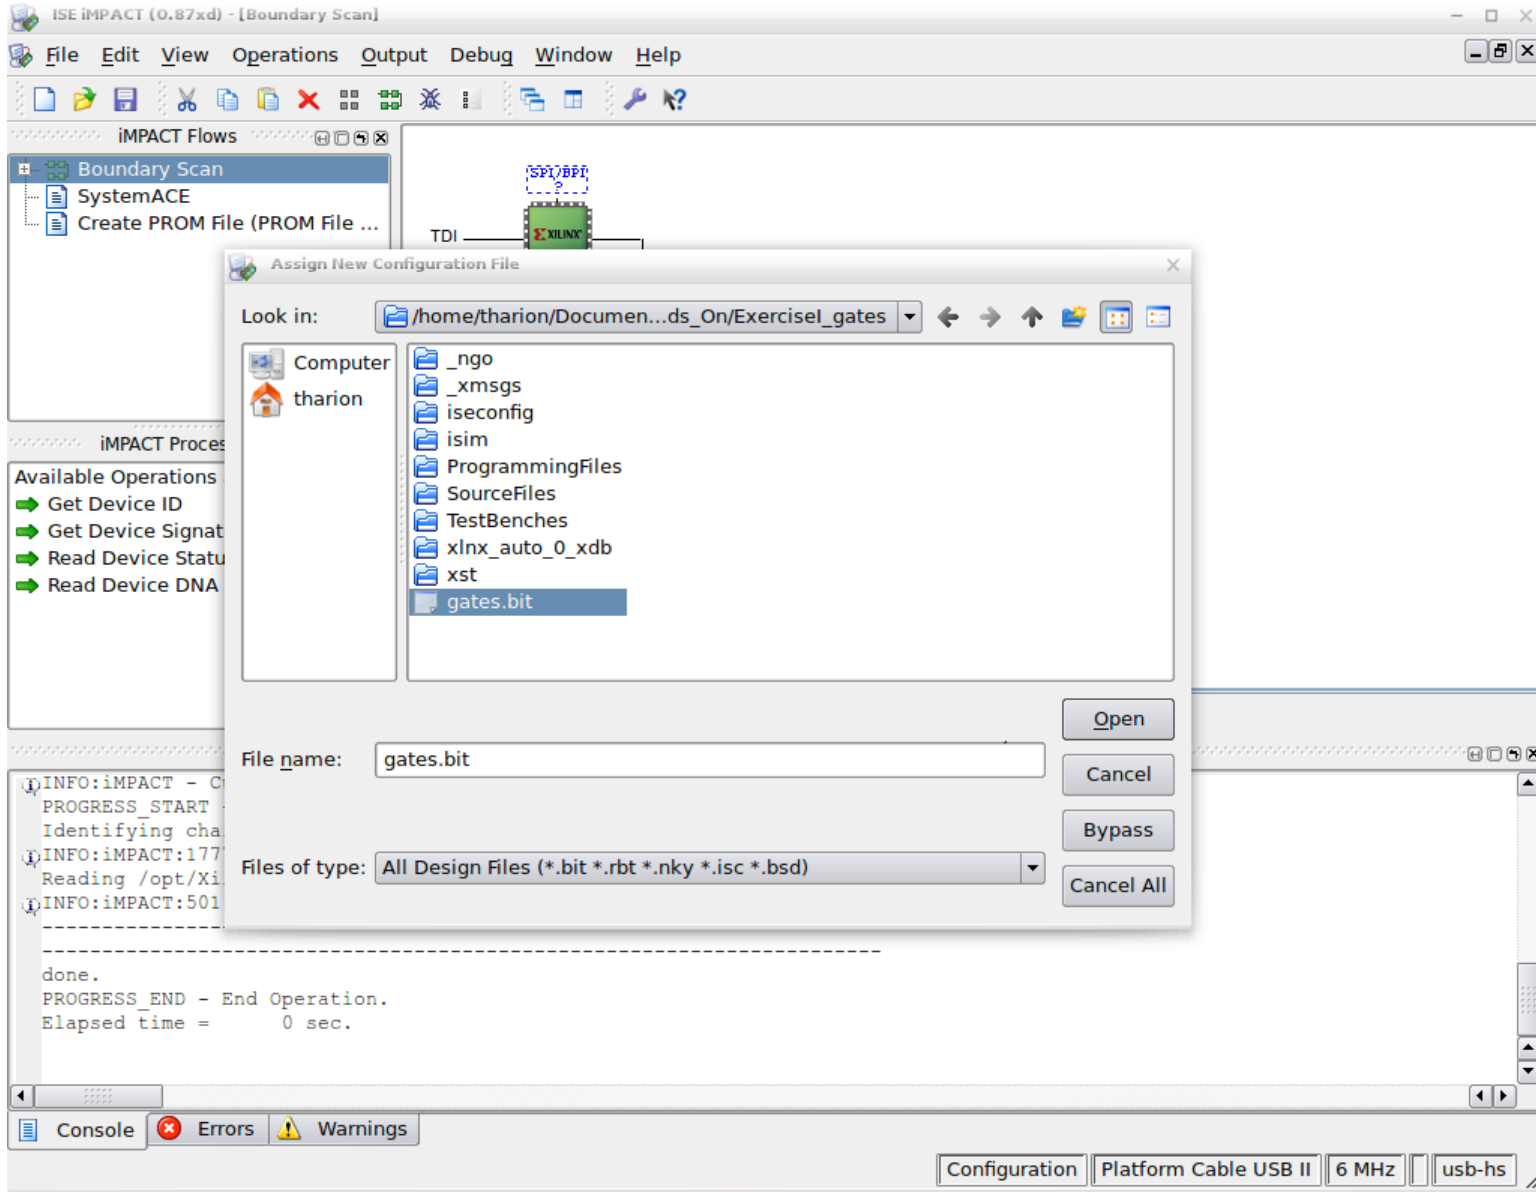 ISE iMPACT (0.87xd) - [Boundary Scan]
File Edit View Operations Output Debug Window Help
iMPACT Flows
Boundary Scan
SystemACE
Create PROM File (PROM File ...
SPI/BPI
?
TDI
XILINX
Assign New Configuration File
Look in: /home/tharion/Documen...ds_On/ExerciseI_gates
Computer
tharion
_ngo
_xmsgs
iseconfig
isim
ProgrammingFiles
SourceFiles
TestBenches
xlnx_auto_0_xdb
xst
gates.bit
File name: gates.bit
Files of type: All Design Files (*.bit *.rbt *.nky *.isc *.bsd)
Open
Cancel
Bypass
Cancel All
iMPACT Proces
Available Operations
Get Device ID
Get Device Signat
Read Device Statu
Read Device DNA
INFO:iMPACT - C
PROGRESS_START -
Identifying cha
INFO:iMPACT:177
Reading /opt/Xi
INFO:iMPACT:501
----------------------------------------------------------------------
----------------------------------------------------------------------
done.
PROGRESS_END - End Operation.
Elapsed time =      0 sec.
Console Errors Warnings
Configuration Platform Cable USB II 6 MHz usb-hs